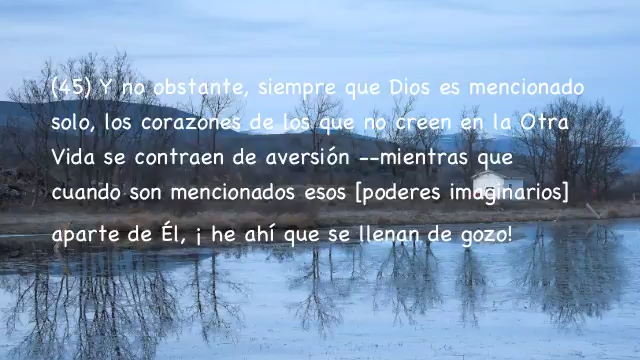 (45) Y no obstante, siempre que Dios es mencionado
solo, los corazones de los que no creen en la Otra
Vida se contraen de aversión --mientras que
cuando son mencionados esos [poderes imaginarios]
aparte de Él, ¡ he ahí que se llenan de gozo!